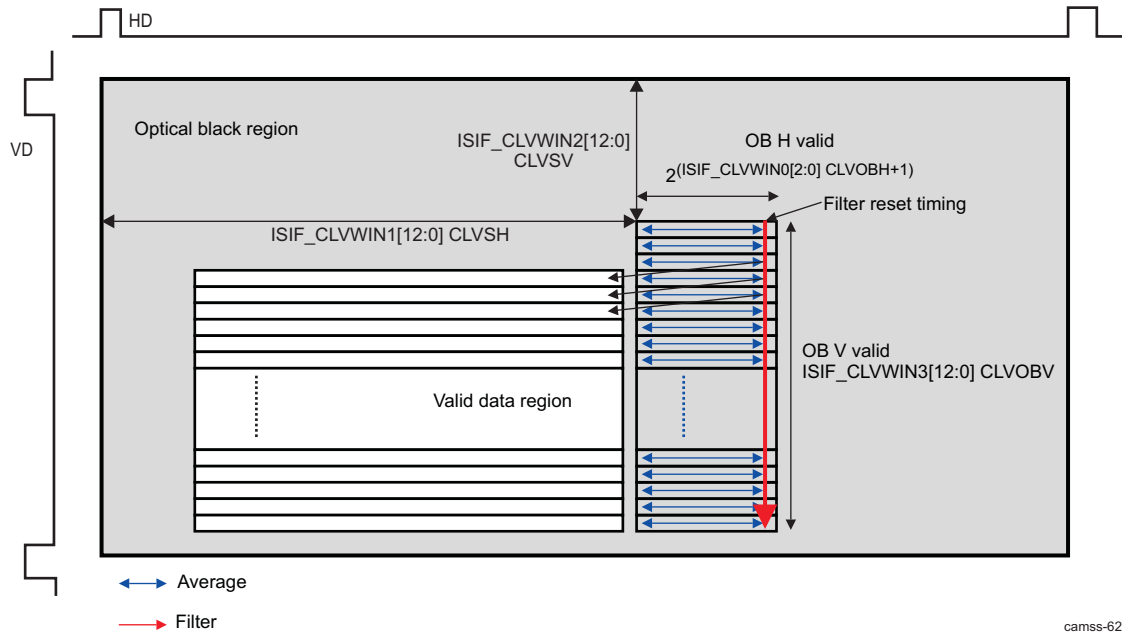 HD
VD
Optical black region
ISIF_CLVWIN2[12:0]
CLVSV
OB H valid
2(ISIF_CLVWIN0[2:0] CLVOBH+1)
Filter reset timing
ISIF_CLVWIN1[12:0] CLVSH
OB V valid
ISIF_CLVWIN3[12:0] CLVOBV
Valid data region
Average
Filter
camss-62